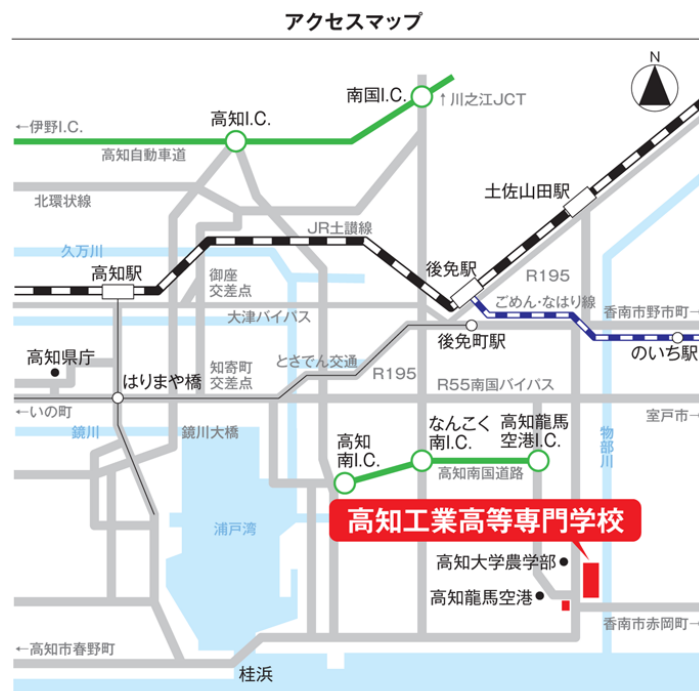 アクセスマップ
N
南国I.C.
↑川之江JCT
高知I.C.
←伊野I.C.
高知自動車道
土佐山田駅
北環状線
JR土讃線
久万川
高知駅
御座
交差点
後免駅
R195
ごめん・なはり線
大津バイパス
香南市野市町→
後免町駅
のいち駅
高知県庁
知寄町
交差点
とさでん交通
はりまや橋
R195
R55南国バイパス
←いの町
室戸市→
鏡川
鏡川大橋
高知
南I.C.
なんこく
南I.C.
高知龍馬
空港I.C.
物部川
高知南国道路
浦戸湾
高知工業高等専門学校
高知大学農学部
高知龍馬空港
香南市赤岡町→
←高知市春野町
桂浜